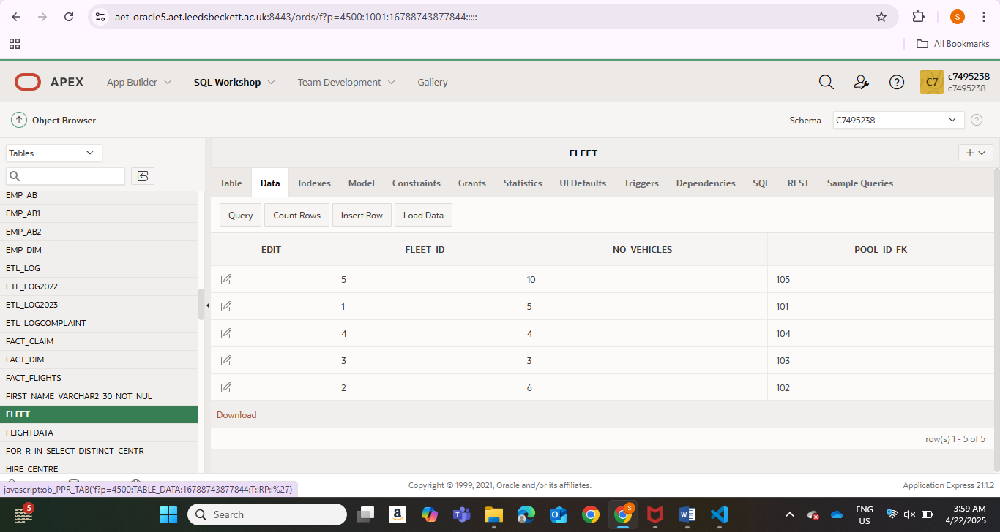 aet-oracle5.aet.leedsbeckett.ac.uk:8443/ords/f?p=4500:1001:16788743877844:::::
S
All Bookmarks
APEX App Builder SQL Workshop Team Development Gallery
C7 c7495238
c7495238
Object Browser
Schema C7495238
Tables
FLEET
Table Data Indexes Model Constraints Grants Statistics UI Defaults Triggers Dependencies SQL REST Sample Queries
Query Count Rows Insert Row Load Data
EMP_AB
EMP_AB1
EMP_AB2
EMP_DIM
ETL_LOG
ETL_LOG2022
ETL_LOG2023
ETL_LOGCOMPLAINT
FACT_CLAIM
FACT_DIM
FACT_FLIGHTS
FIRST_NAME_VARCHAR2_30_NOT_NUL
FLEET
FLIGHTDATA
FOR_R_IN_SELECT_DISTINCT_CENTR
HIRE_CENTRE
EDIT FLEET_ID NO_VEHICLES POOL_ID_FK
5 10 105
1 5 101
4 4 104
3 3 103
2 6 102
Download
row(s) 1 - 5 of 5
javascript:ob_PPR_TAB('f?p=4500:TABLE_DATA:16788743877844:T::RP::%27)
Copyright © 1999, 2021, Oracle and/or its affiliates.
Application Express 21.1.2
5
Search
S
ENG
US
3:59 AM
4/22/2025